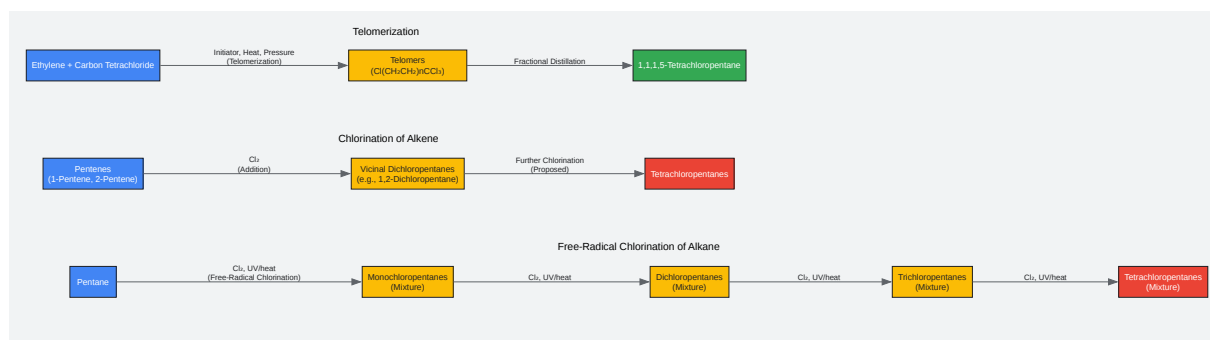 Telomerization
Ethylene + Carbon Tetrachloride
Initiator, Heat, Pressure
(Telomerization)
Telomers
(Cl(CH₂CH₂)nCCl₃)
Fractional Distillation
1,1,1,5-Tetrachloropentane
Chlorination of Alkene
Pentenes
(1-Pentene, 2-Pentene)
Cl₂
(Addition)
Vicinal Dichloropentanes
(e.g., 1,2-Dichloropentane)
Further Chlorination
(Proposed)
Tetrachloropentanes
Free-Radical Chlorination of Alkane
Pentane
Cl₂, UV/heat
(Free-Radical Chlorination)
Monochloropentanes
(Mixture)
Cl₂, UV/heat
Dichloropentanes
(Mixture)
Cl₂, UV/heat
Trichloropentanes
(Mixture)
Cl₂, UV/heat
Tetrachloropentanes
(Mixture)